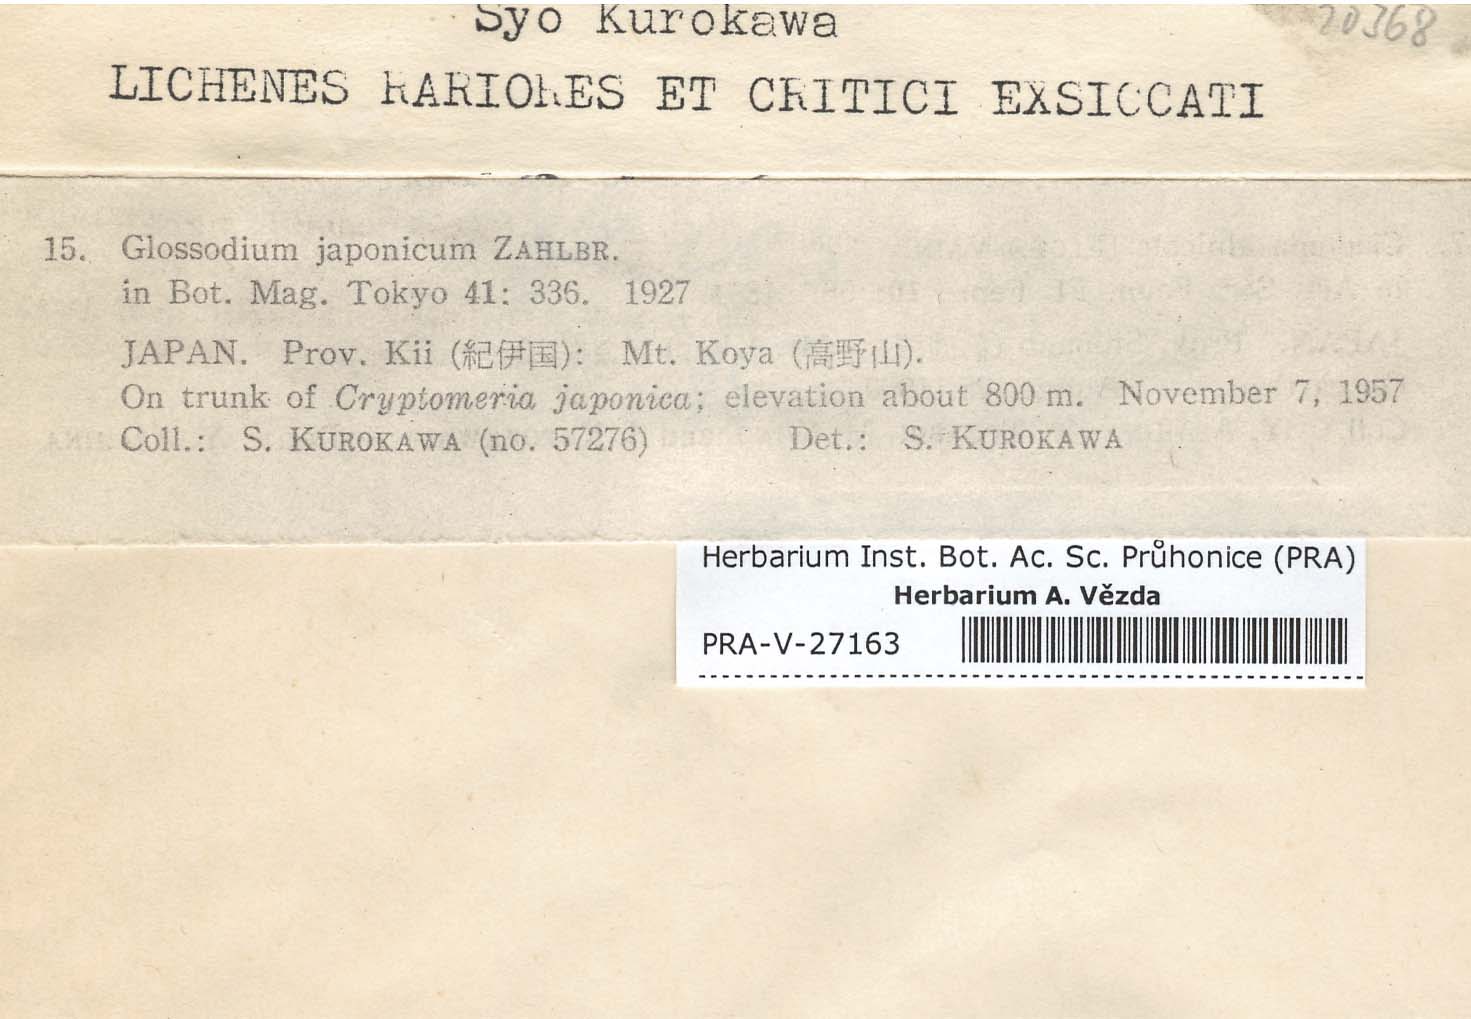 20368
Syo Kurokawa
LICHENES RARIORES ET CRITICI EXSICCATI
15. Glossodium japonicum ZAHLBR.
in Bot. Mag. Tokyo 41: 336. 1927
JAPAN. Prov. Kii (紀伊国): Mt. Koya (高野山).
On trunk of Cryptomeria japonica; elevation about 800 m. November 7, 1957
Coll.: S. KUROKAWA (no. 57276) Det.: S. KUROKAWA
Herbarium Inst. Bot. Ac. Sc. Průhonice (PRA)
Herbarium A. Vězda
PRA-V-27163